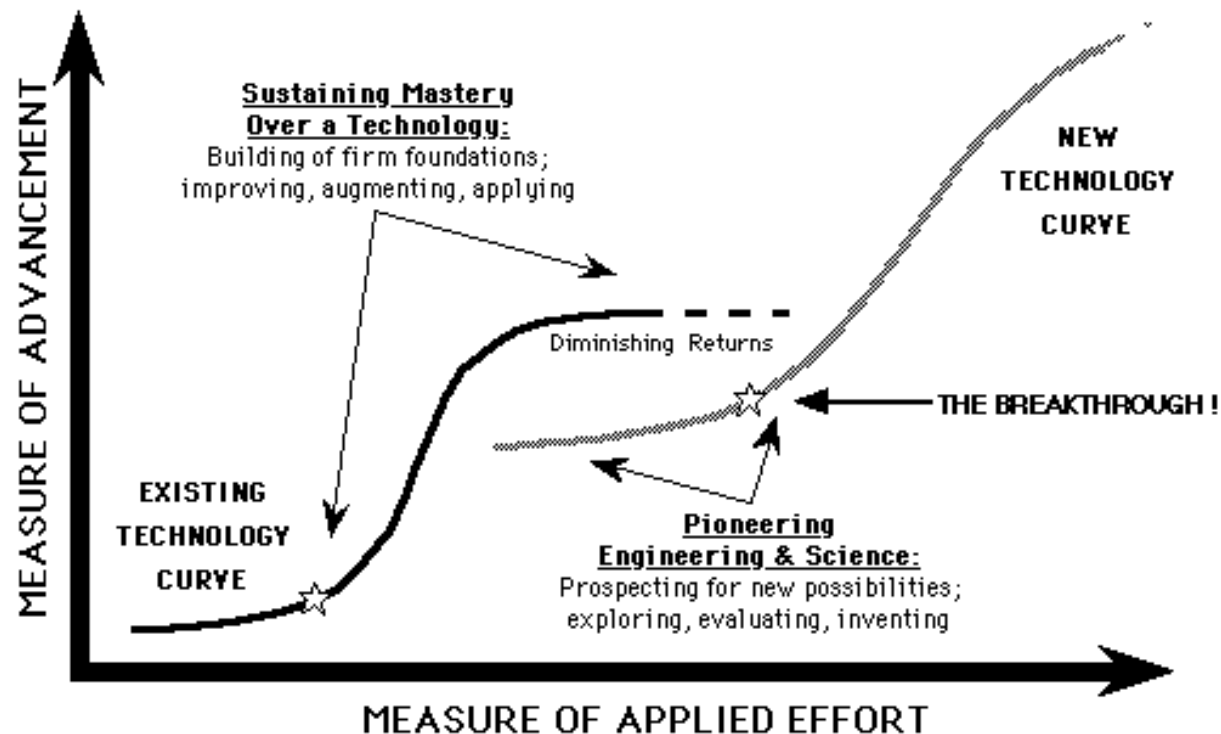 MEASURE OF ADVANCEMENT
Sustaining Mastery
Over a Technology:
Building of firm foundations;
improving, augmenting, applying
NEW
TECHNOLOGY
CURVE
Diminishing Returns
THE BREAKTHROUGH !
EXISTING
TECHNOLOGY
CURVE
Pioneering
Engineering & Science:
Prospecting for new possibilities;
exploring, evaluating, inventing
MEASURE OF APPLIED EFFORT